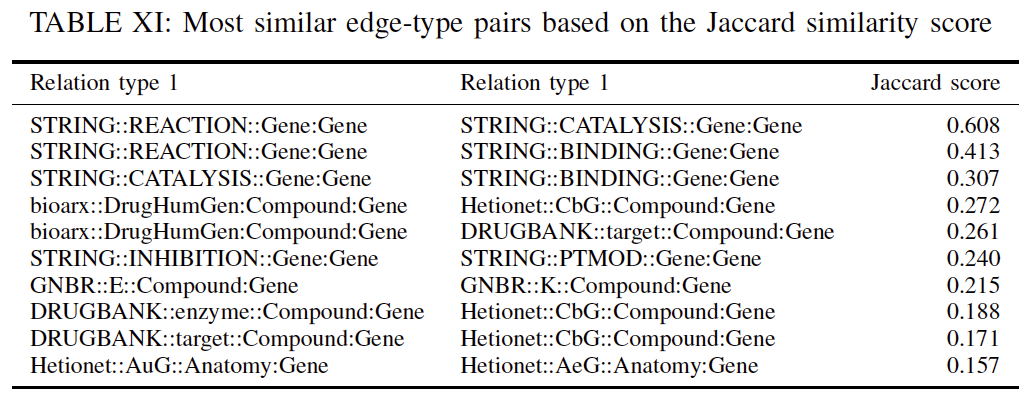 TABLE XI: Most similar edge-type pairs based on the Jaccard similarity score
Relation type 1 Relation type 1 Jaccard score
STRING::REACTION::Gene:Gene STRING::CATALYSIS::Gene:Gene 0.608
STRING::REACTION::Gene:Gene STRING::BINDING::Gene:Gene 0.413
STRING::CATALYSIS::Gene:Gene STRING::BINDING::Gene:Gene 0.307
bioarx::DrugHumGen:Compound:Gene Hetionet::CbG::Compound:Gene 0.272
bioarx::DrugHumGen:Compound:Gene DRUGBANK::target::Compound:Gene 0.261
STRING::INHIBITION::Gene:Gene STRING::PTMOD::Gene:Gene 0.240
GNBR::E::Compound:Gene GNBR::K::Compound:Gene 0.215
DRUGBANK::enzyme::Compound:Gene Hetionet::CbG::Compound:Gene 0.188
DRUGBANK::target::Compound:Gene Hetionet::CbG::Compound:Gene 0.171
Hetionet::AuG::Anatomy:Gene Hetionet::AeG::Anatomy:Gene 0.157